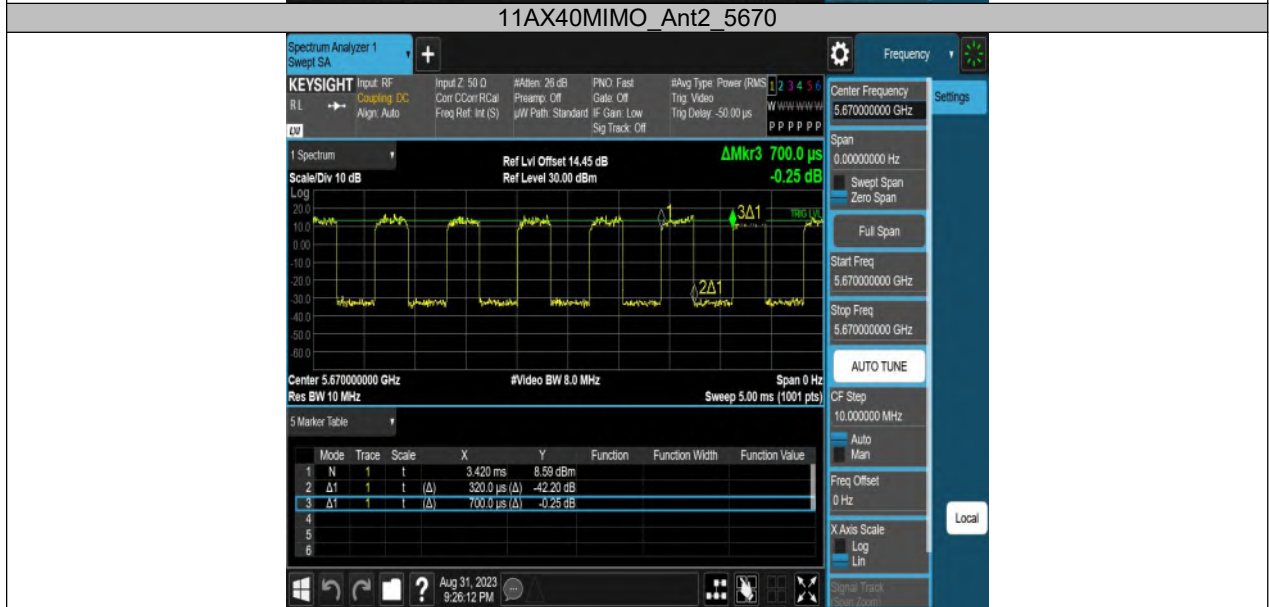 11AX40MIMO_Ant2_5670
Spectrum Analyzer 1
Swept SA
+
Frequency
KEYSIGHT Input: RF Input Z: 50 Ω #Atten: 26 dB PNO: Fast #Avg Type: Power (RMS 1 2 3 4 5 6
RL Coupling: DC Corr CCorr RCal Preamp: Off Gate: Off Trig: Video W W W W W W
Align: Auto Freq Ref: Int (S) µW Path: Standard IF Gain: Low Trig Delay: -50.00 µs
Sig Track: Off P P P P P P
LXI
1 Spectrum
Ref Lvl Offset 14.45 dB
ΔMkr3 700.0 µs
Scale/Div 10 dB
Ref Level 30.00 dBm
-0.25 dB
Log
20.0
10.0
0.00
-10.0
-20.0
-30.0
-40.0
-50.0
-60.0
1
3Δ1
TRIG LVL
2Δ1
Center 5.670000000 GHz
#Video BW 8.0 MHz
Span 0 Hz
Res BW 10 MHz
Sweep 5.00 ms (1001 pts)
5 Marker Table
Mode Trace Scale X Y Function Function Width Function Value
1 N 1 t 3.420 ms 8.59 dBm
2 Δ1 1 t (Δ) 320.0 µs (Δ) -42.20 dB
3 Δ1 1 t (Δ) 700.0 µs (Δ) -0.25 dB
4
5
6
?
Aug 31, 2023
9:26:12 PM
Center Frequency
5.670000000 GHz
Settings
Span
0.00000000 Hz
Swept Span
Zero Span
Full Span
Start Freq
5.670000000 GHz
Stop Freq
5.670000000 GHz
AUTO TUNE
CF Step
10.000000 MHz
Auto
Man
Freq Offset
0 Hz
X Axis Scale
Log
Lin
Local
Signal Track
(Span Zoom)